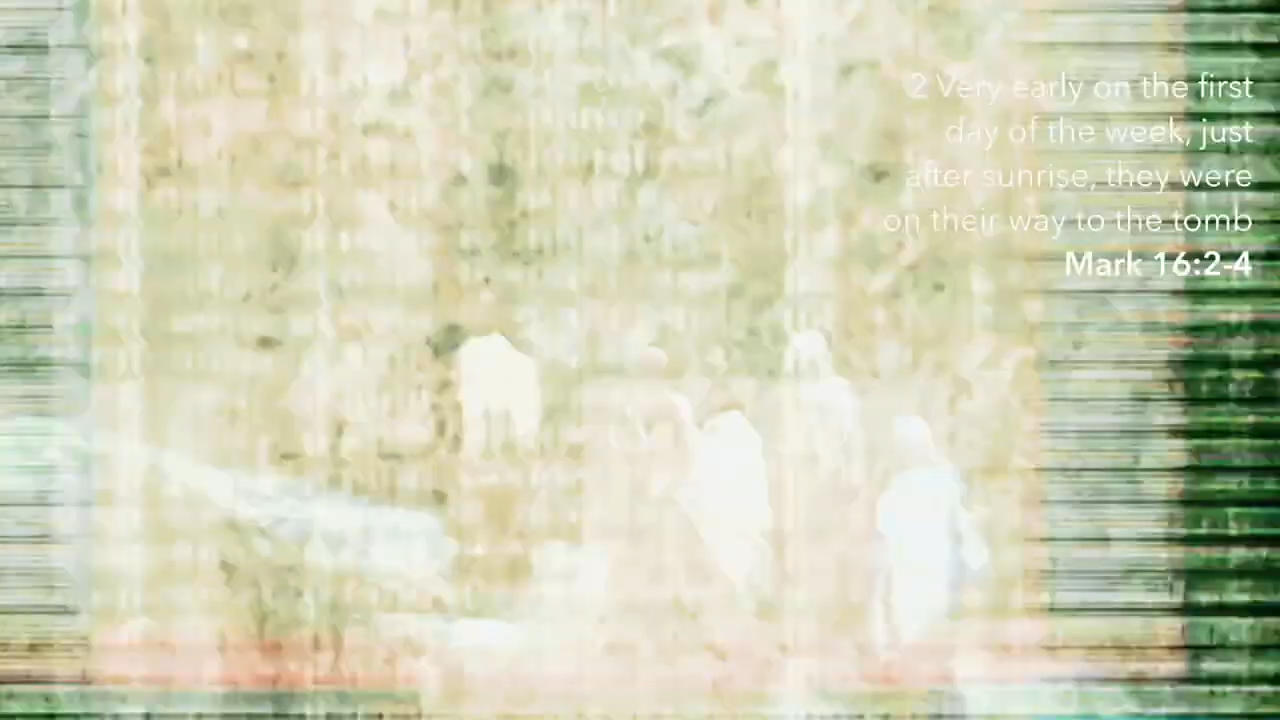 2 Very early on the first
day of the week, just
after sunrise, they were
on their way to the tomb
Mark 16:2-4